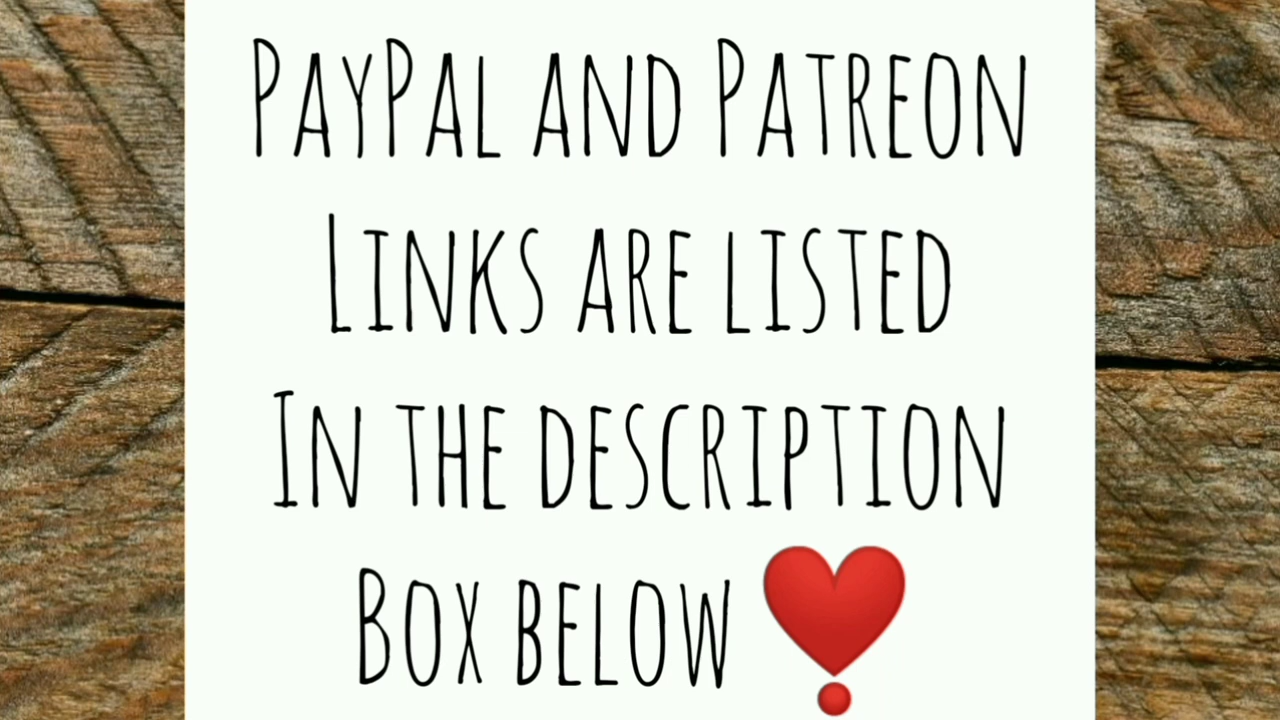 PayPal and Patreon
Links are listed
In the description
Box below ❣